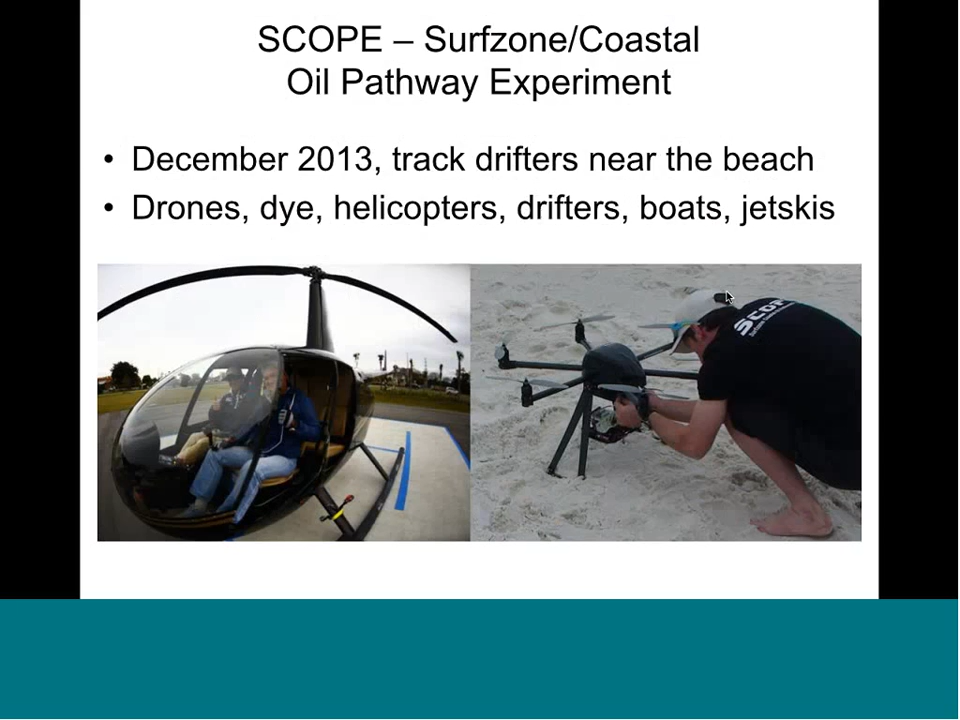 SCOPE – Surfzone/Coastal
Oil Pathway Experiment
• December 2013, track drifters near the beach
• Drones, dye, helicopters, drifters, boats, jetskis
SCOPE